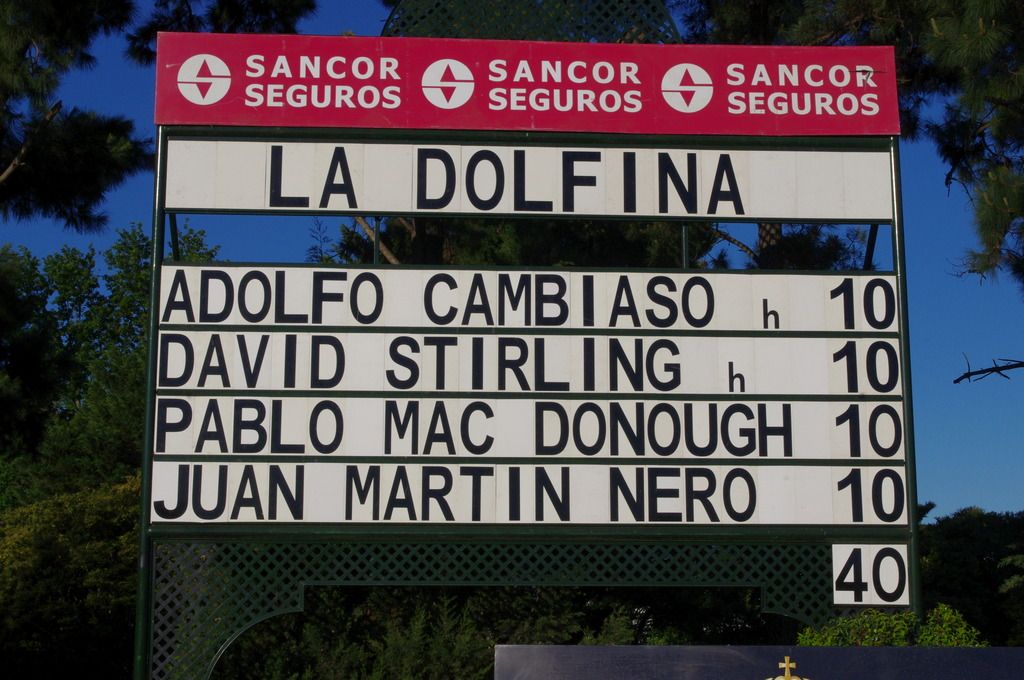 SANCOR SEGUROS SANCOR SEGUROS SANCOR SEGUROS
LA DOLFINA
ADOLFO CAMBIASO h 10
DAVID STIRLING h 10
PABLO MAC DONOUGH 10
JUAN MARTIN NERO 10
40